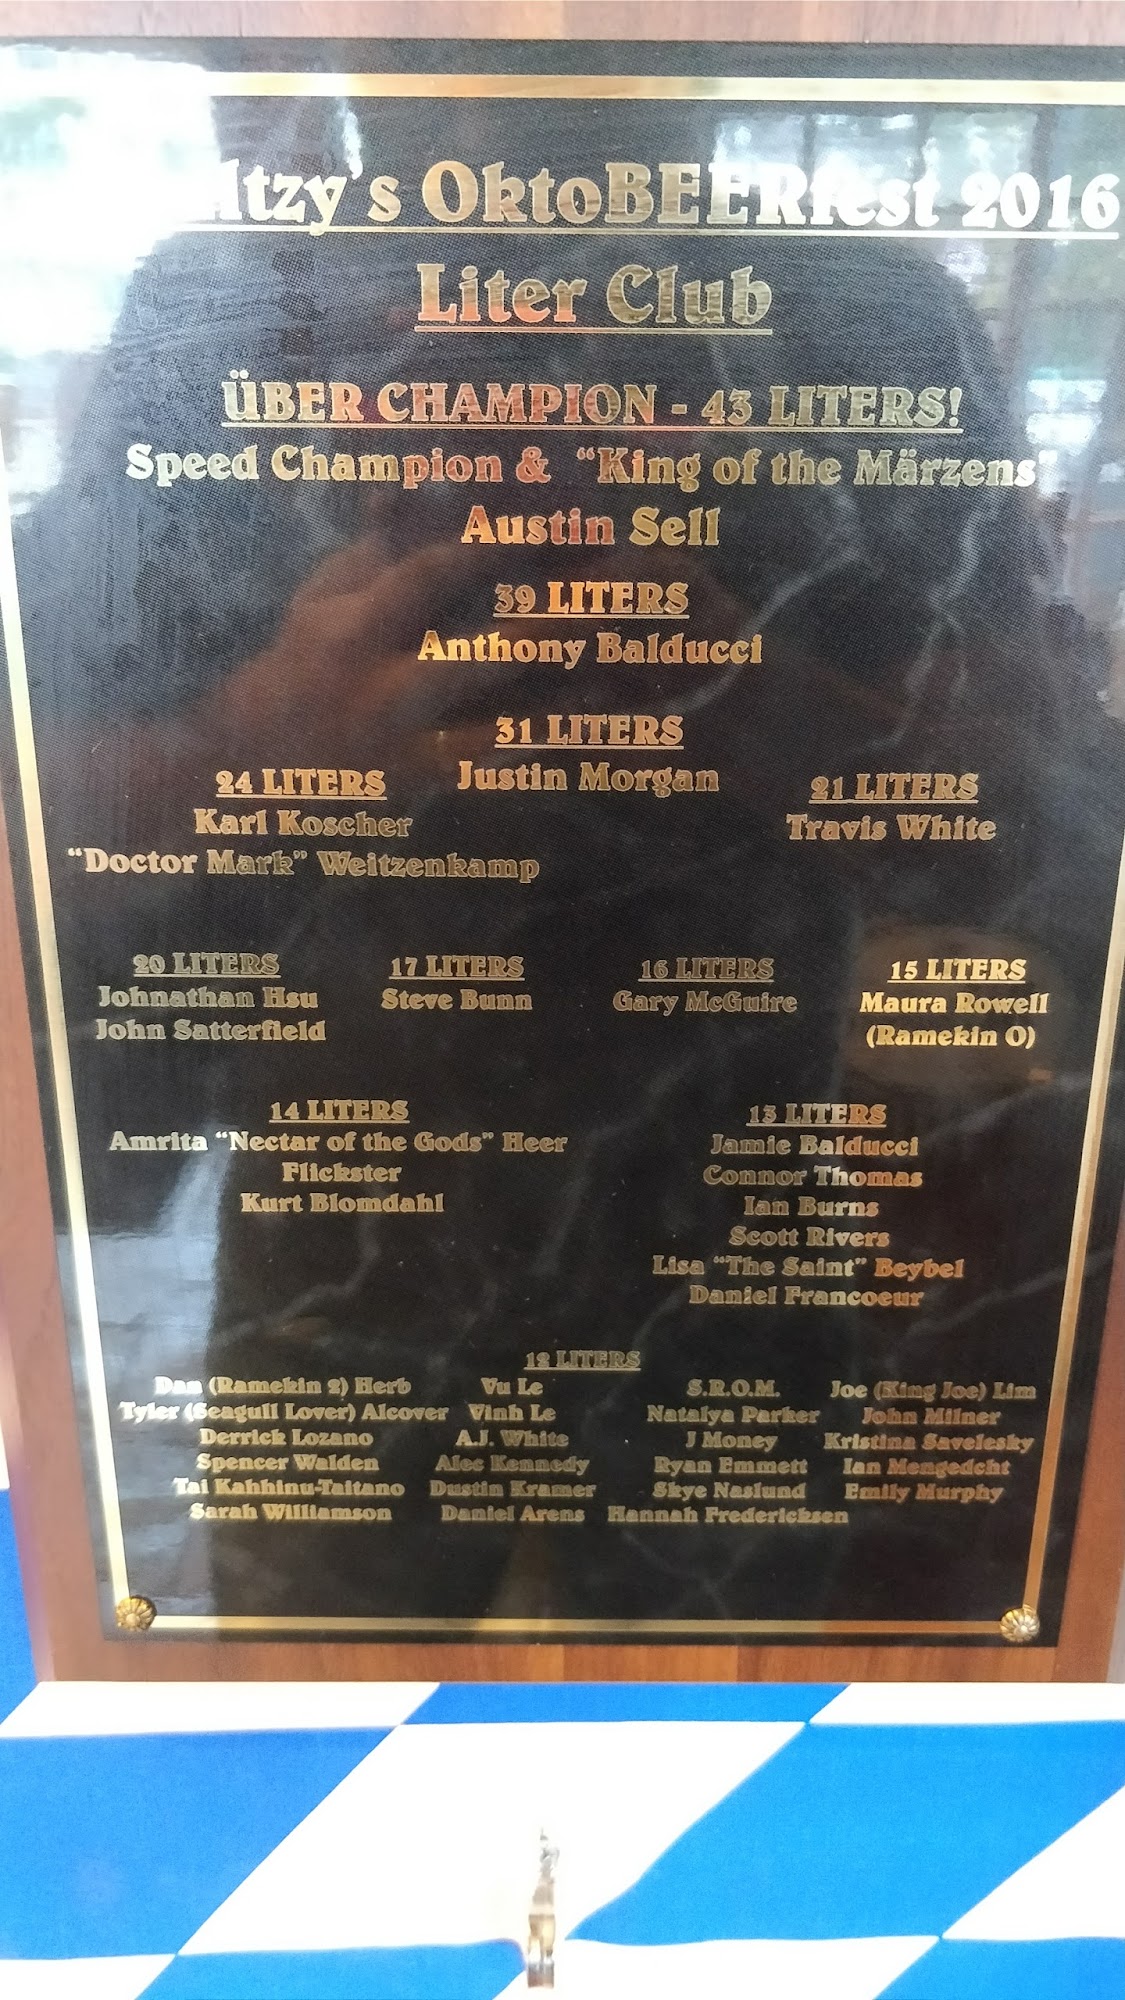 OktoBEERfest 2016
Liter Club
ÜBER CHAMPION - 43 LITERS!
Speed Champion & "King of the Märzens"
Austin Sell
39 LITERS
Anthony Balducci
31 LITERS
Justin Morgan
24 LITERS
Karl Koscher
"Doctor Mark" Weitzenkamp
21 LITERS
Travis White
20 LITERS
Johnathan Hsu
John Satterfield
17 LITERS
Steve Bunn
16 LITERS
Gary McGuire
15 LITERS
Maura Rowell
(Ramekin O)
14 LITERS
Amrita "Nectar of the Gods" Heer
Flickster
Kurt Blomdahl
13 LITERS
Jamie Balducci
Connor Thomas
Ian Burns
Scott Rivers
Lisa "The Saint" Beybel
Daniel Francoeur
12 LITERS
Dan (Ramekin 2) Herb
Tyler (Seagull Lover) Alcover
Derrick Lozano
Spencer Walden
Tai Kahhinu-Taitano
Sarah Williamson
Vu Le
Vinh Le
A.J. White
Alec Kennedy
Dustin Kramer
Daniel Arens
S.R.O.M.
Natalya Parker
J Money
Ryan Emmett
Skye Naslund
Hannah Fredericksen
Joe (King Joe) Lim
John Milner
Kristina Savelesky
Ian Mengedoht
Emily Murphy